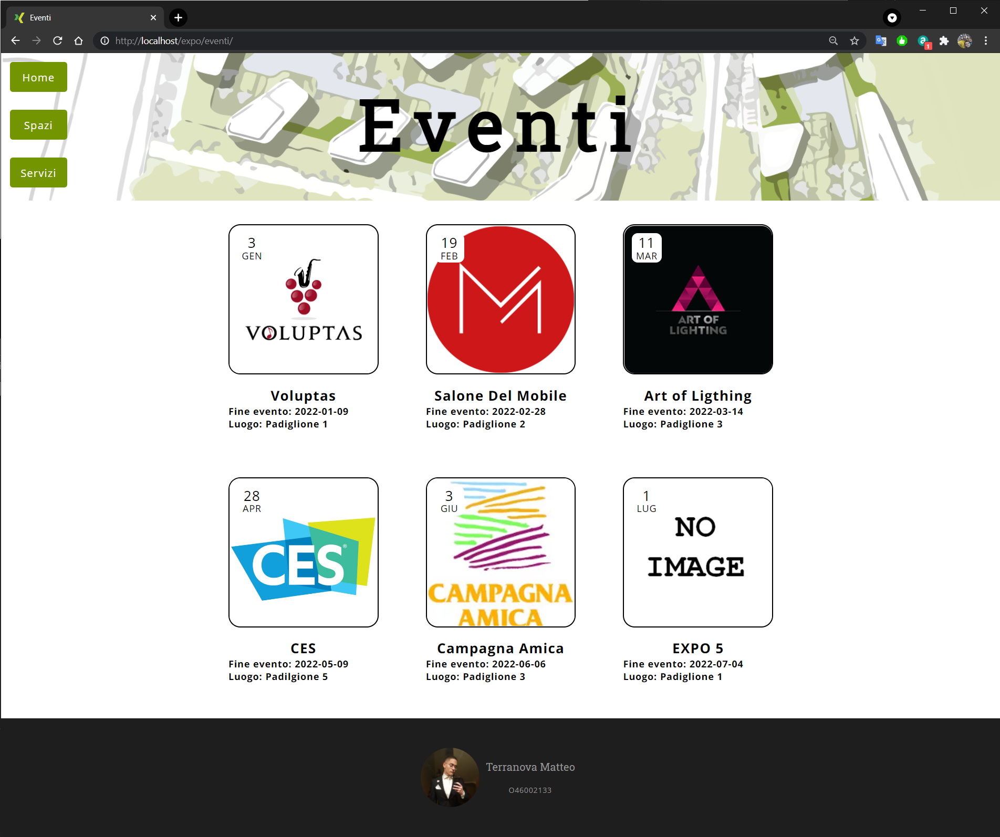 Eventi
http://localhost/expo/eventi/
1
Home
Spazi
Servizi
Eventi
3
GEN
VOLUPTAS
19
FEB
11
MAR
ART OF
LIGHTING
Voluptas
Fine evento: 2022-01-09
Luogo: Padiglione 1
Salone Del Mobile
Fine evento: 2022-02-28
Luogo: Padiglione 2
Art of Ligthing
Fine evento: 2022-03-14
Luogo: Padiglione 3
28
APR
CES®
3
GIU
CAMPAGNA
AMICA
1
LUG
NO
IMAGE
CES
Fine evento: 2022-05-09
Luogo: Padilgione 5
Campagna Amica
Fine evento: 2022-06-06
Luogo: Padiglione 3
EXPO 5
Fine evento: 2022-07-04
Luogo: Padiglione 1
Terranova Matteo
O46002133